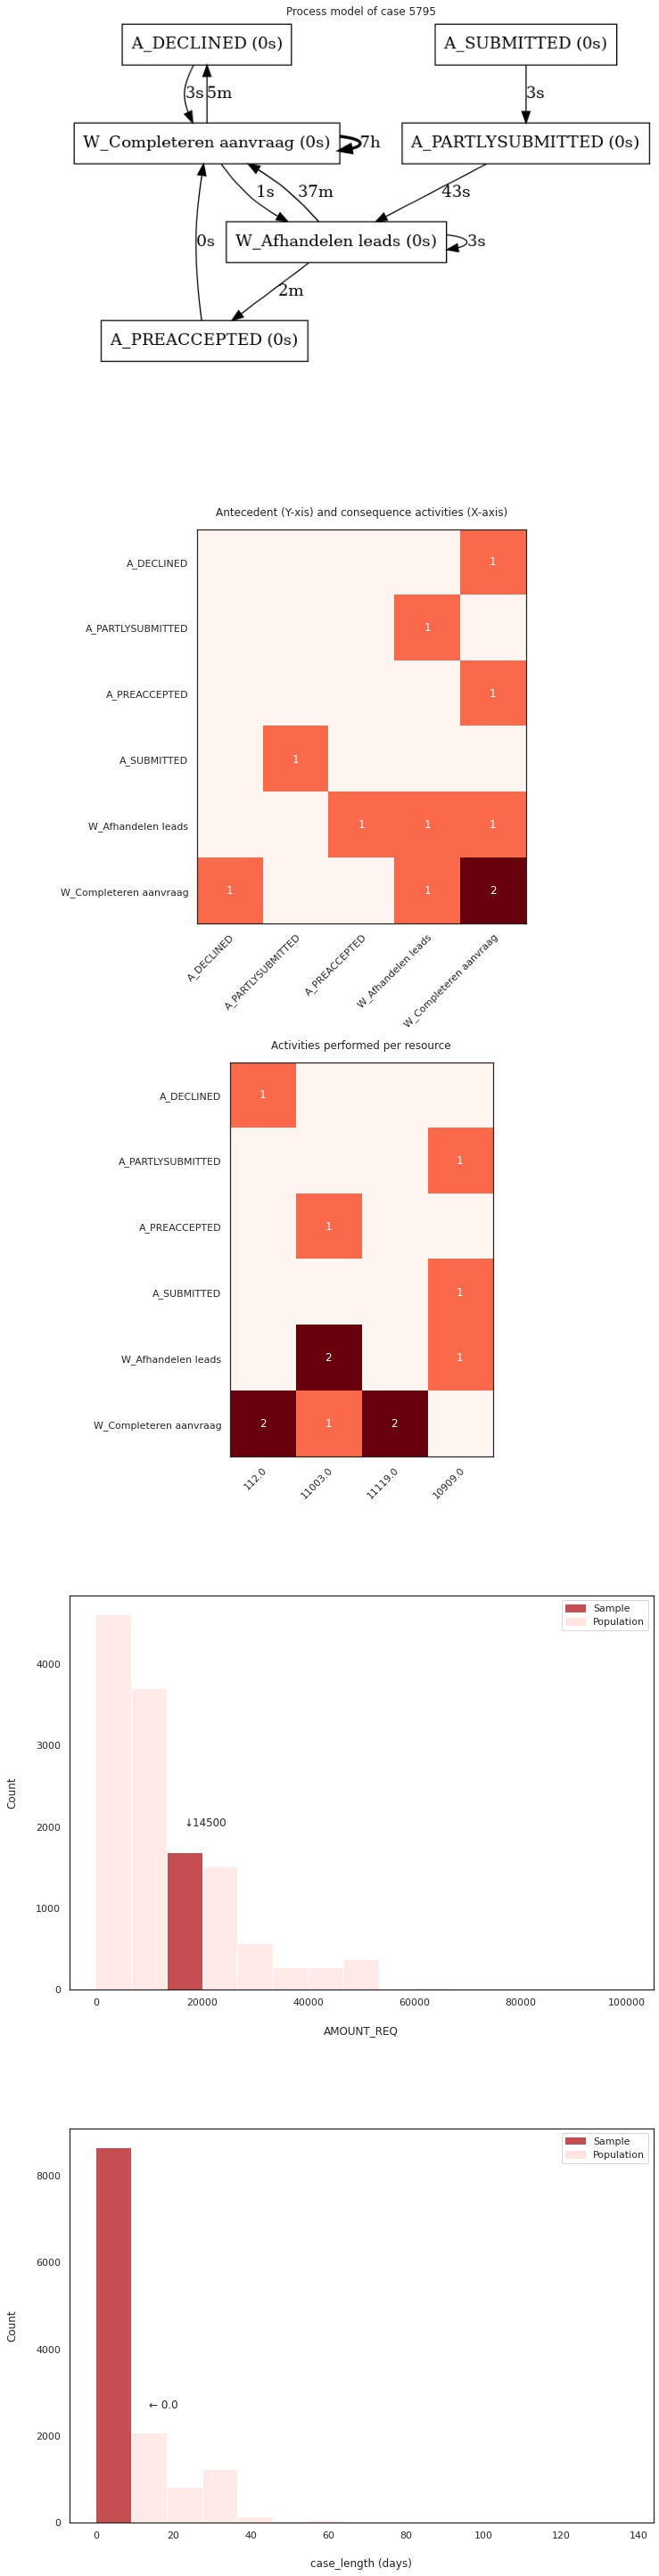 Process model of case 5795
A_DECLINED (0s)
A_SUBMITTED (0s)
3s
5m
3s
W_Completeren aanvraag (0s)
7h
A_PARTLYSUBMITTED (0s)
1s
37m
43s
0s
W_Afhandelen leads (0s)
3s
2m
A_PREACCEPTED (0s)
Antecedent (Y-xis) and consequence activities (X-axis)
A_DECLINED
1
A_PARTLYSUBMITTED
1
A_PREACCEPTED
1
A_SUBMITTED
1
W_Afhandelen leads
1
1
1
W_Completeren aanvraag
1
1
2
A_DECLINED
A_PARTLYSUBMITTED
A_PREACCEPTED
W_Afhandelen leads
W_Completeren aanvraag
Activities performed per resource
A_DECLINED
1
A_PARTLYSUBMITTED
1
A_PREACCEPTED
1
A_SUBMITTED
1
W_Afhandelen leads
2
1
W_Completeren aanvraag
2
1
2
112.0
11003.0
11119.0
10909.0
Sample
Population
4000
3000
2000
1000
0
Count
↓14500
0
20000
40000
60000
80000
100000
AMOUNT_REQ
Sample
Population
8000
6000
4000
2000
0
Count
← 0.0
0
20
40
60
80
100
120
140
case_length (days)